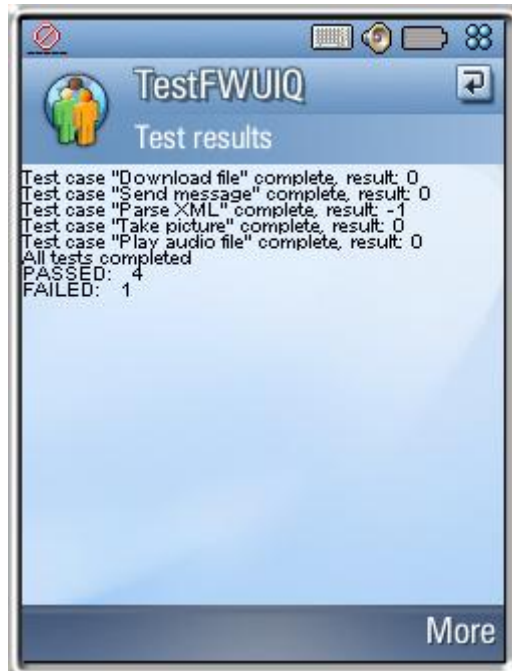 TestFWUIQ
Test results
Test case "Download file" complete, result: 0
Test case "Send message" complete, result: 0
Test case "Parse XML" complete, result: -1
Test case "Take picture" complete, result: 0
Test case "Play audio file" complete, result: 0
All tests completed
PASSED: 4
FAILED: 1
More